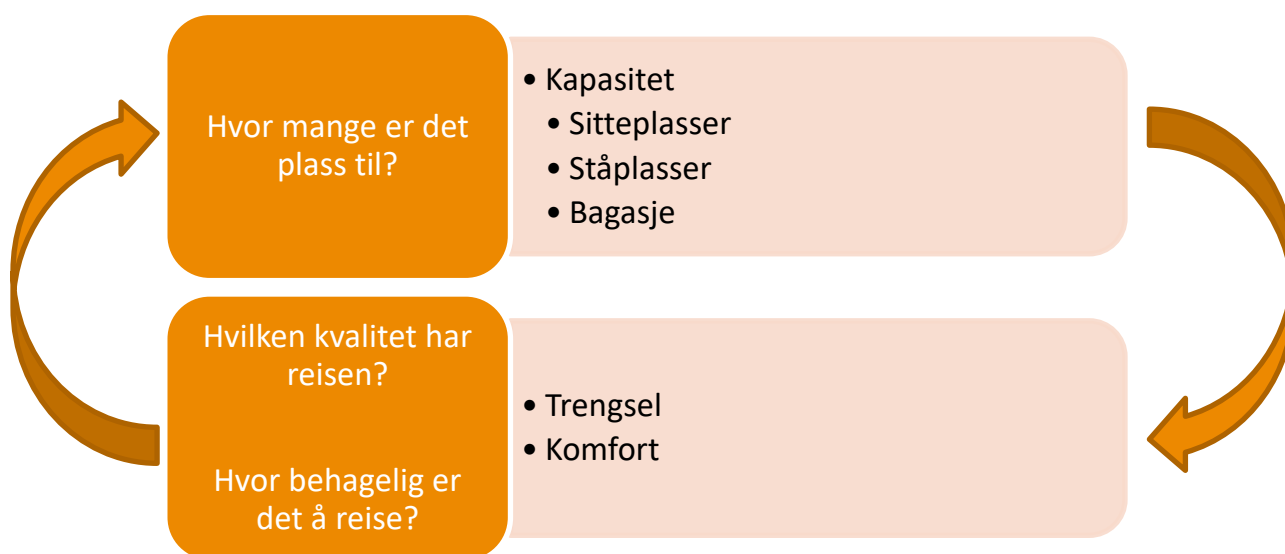 Hvor mange er det
plass til?
• Kapasitet
• Sitteplasser
• Ståplasser
• Bagasje
Hvilken kvalitet har
reisen?
Hvor behagelig er
det å reise?
• Trengsel
• Komfort